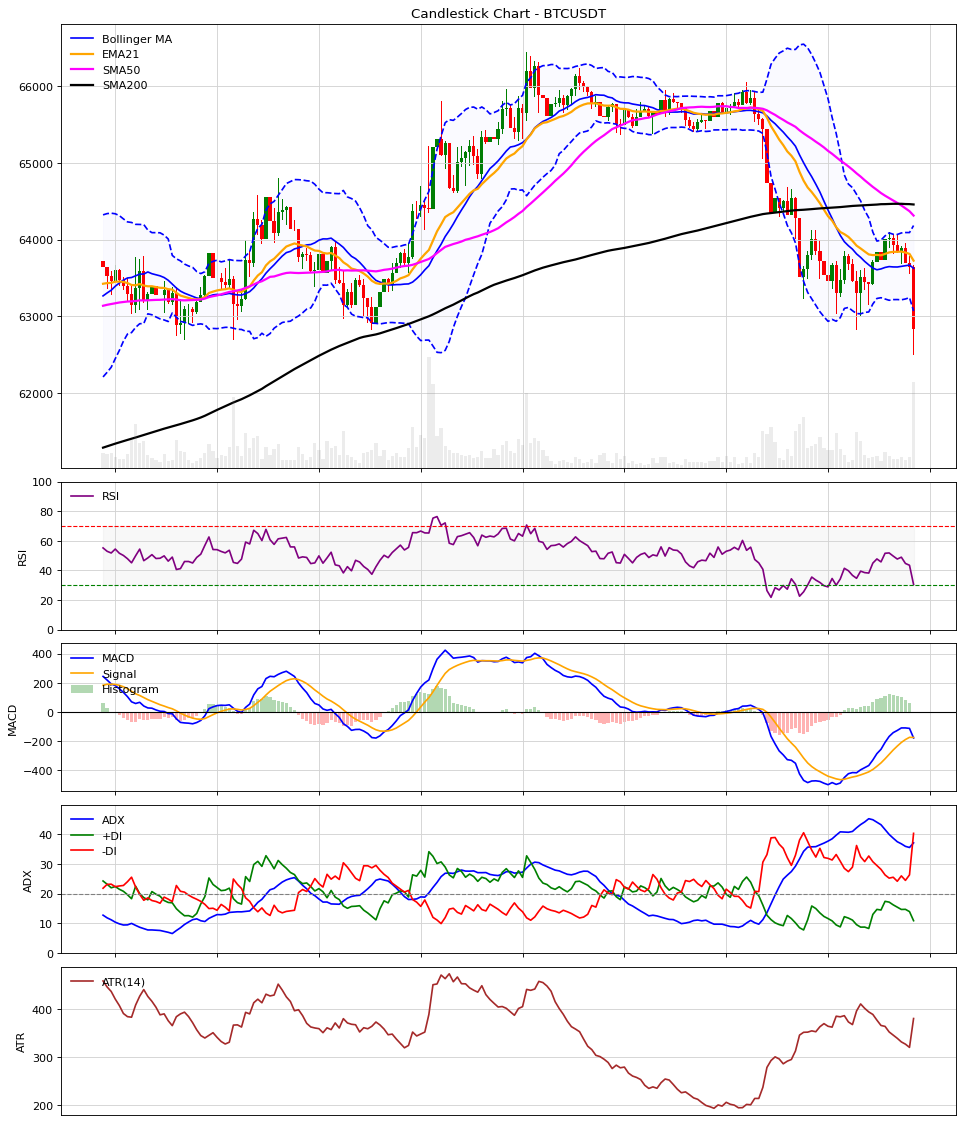 Candlestick Chart - BTCUSDT
Bollinger MA
EMA21
SMA50
SMA200
66000
65000
64000
63000
62000
RSI
100
80
60
40
20
0
RSI
MACD
Signal
Histogram
400
200
0
−200
−400
MACD
ADX
+DI
-DI
40
30
20
10
0
ADX
ATR(14)
400
300
200
ATR